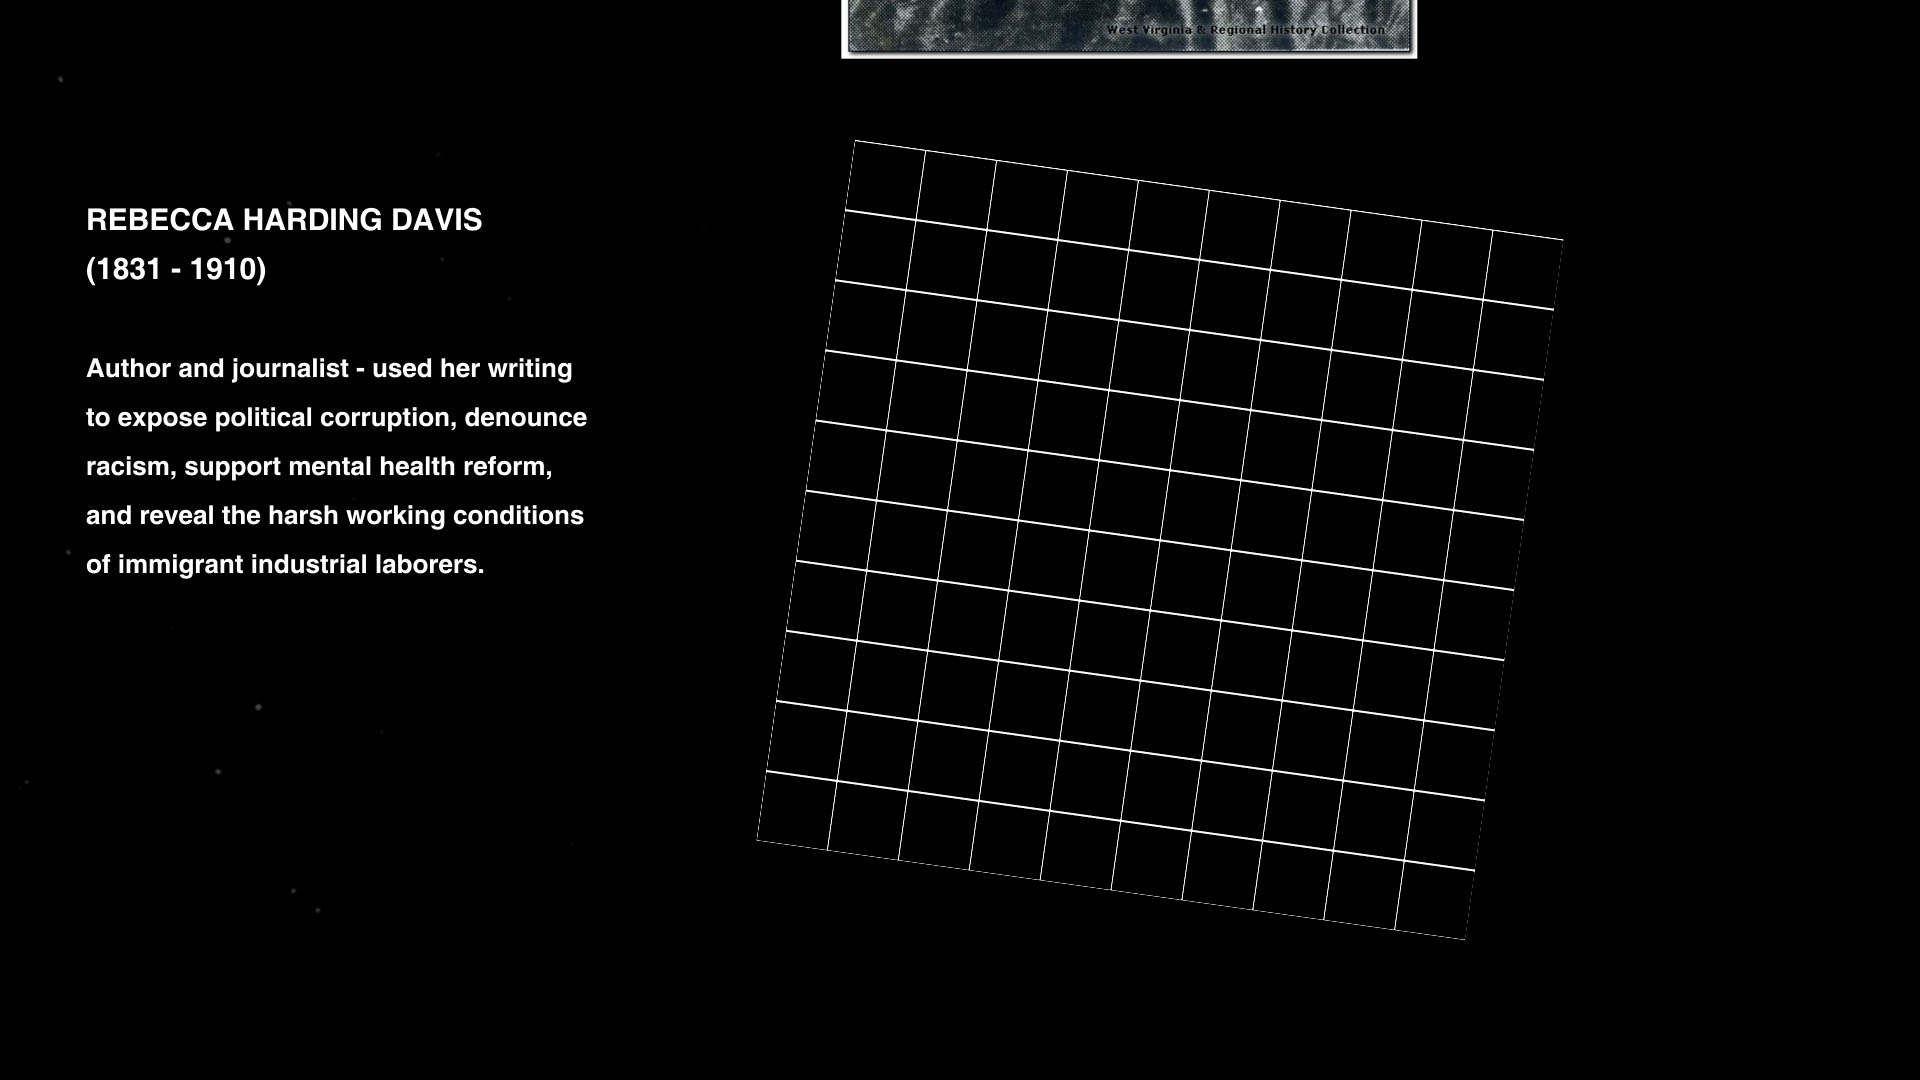 West Virginia & Regional History Collection
REBECCA HARDING DAVIS
(1831 - 1910)
Author and journalist - used her writing
to expose political corruption, denounce
racism, support mental health reform,
and reveal the harsh working conditions
of immigrant industrial laborers.